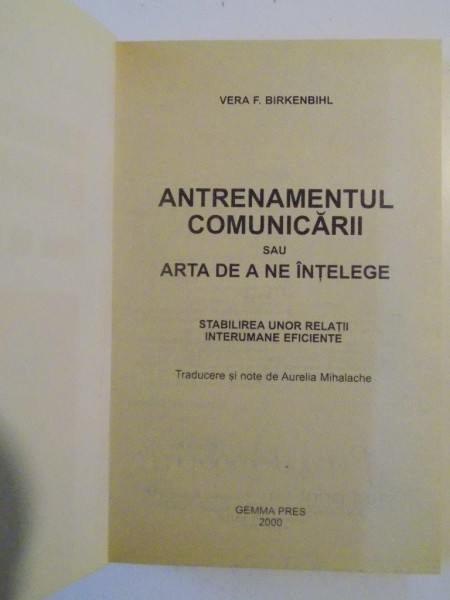 VERA F. BIRKENBIHL
ANTRENAMENTUL
COMUNICĂRII
SAU
ARTA DE A NE ÎNȚELEGE
STABILIREA UNOR RELAȚII
INTERUMANE EFICIENTE
Traducere și note de Aurelia Mihalache
GEMMA PRES
2000